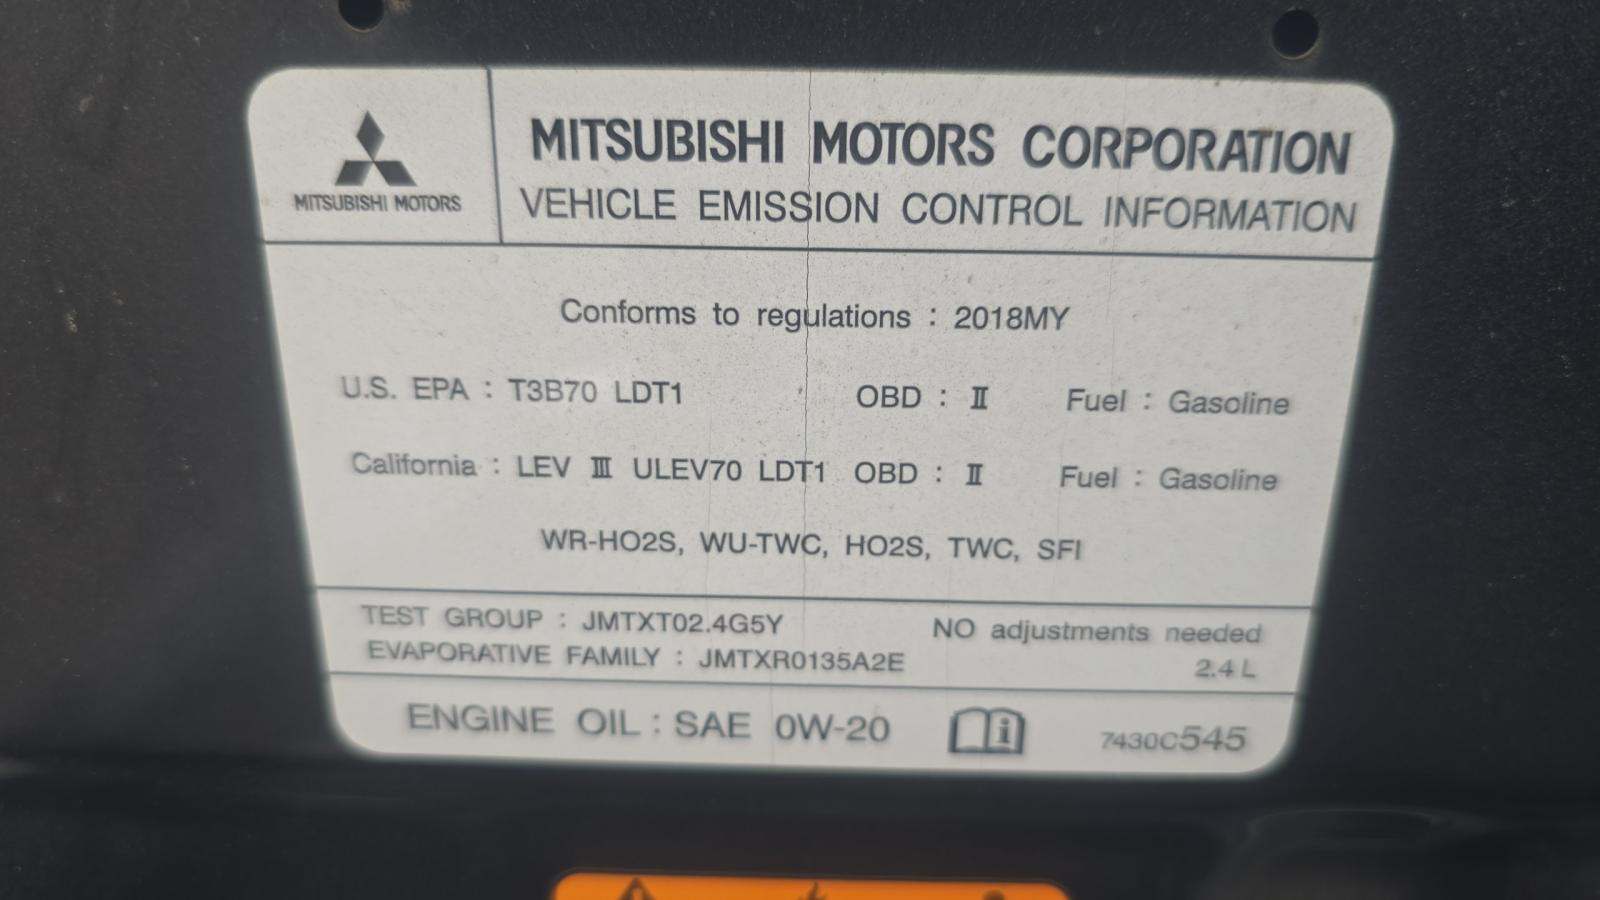 MITSUBISHI MOTORS
MITSUBISHI MOTORS CORPORATION
VEHICLE EMISSION CONTROL INFORMATION
Conforms to regulations : 2018MY
U.S. EPA : T3B70 LDT1 OBD : Ⅱ Fuel : Gasoline
California : LEV Ⅲ ULEV70 LDT1 OBD : Ⅱ Fuel : Gasoline
WR-HO2S, WU-TWC, HO2S, TWC, SFI
TEST GROUP : JMTXT02.4G5Y NO adjustments needed
EVAPORATIVE FAMILY : JMTXR0135A2E 2.4 L
ENGINE OIL : SAE 0W-20 7430C545